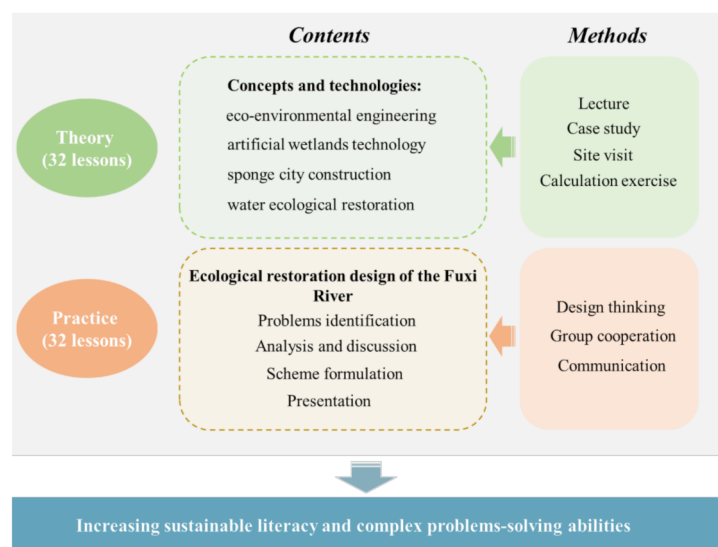 Contents
Methods
Theory
(32 lessons)
Concepts and technologies:
eco-environmental engineering
artificial wetlands technology
sponge city construction
water ecological restoration
Lecture
Case study
Site visit
Calculation exercise
Practice
(32 lessons)
Ecological restoration design of the Fuxi
River
Problems identification
Analysis and discussion
Scheme formulation
Presentation
Design thinking
Group cooperation
Communication
Increasing sustainable literacy and complex problems-solving abilities